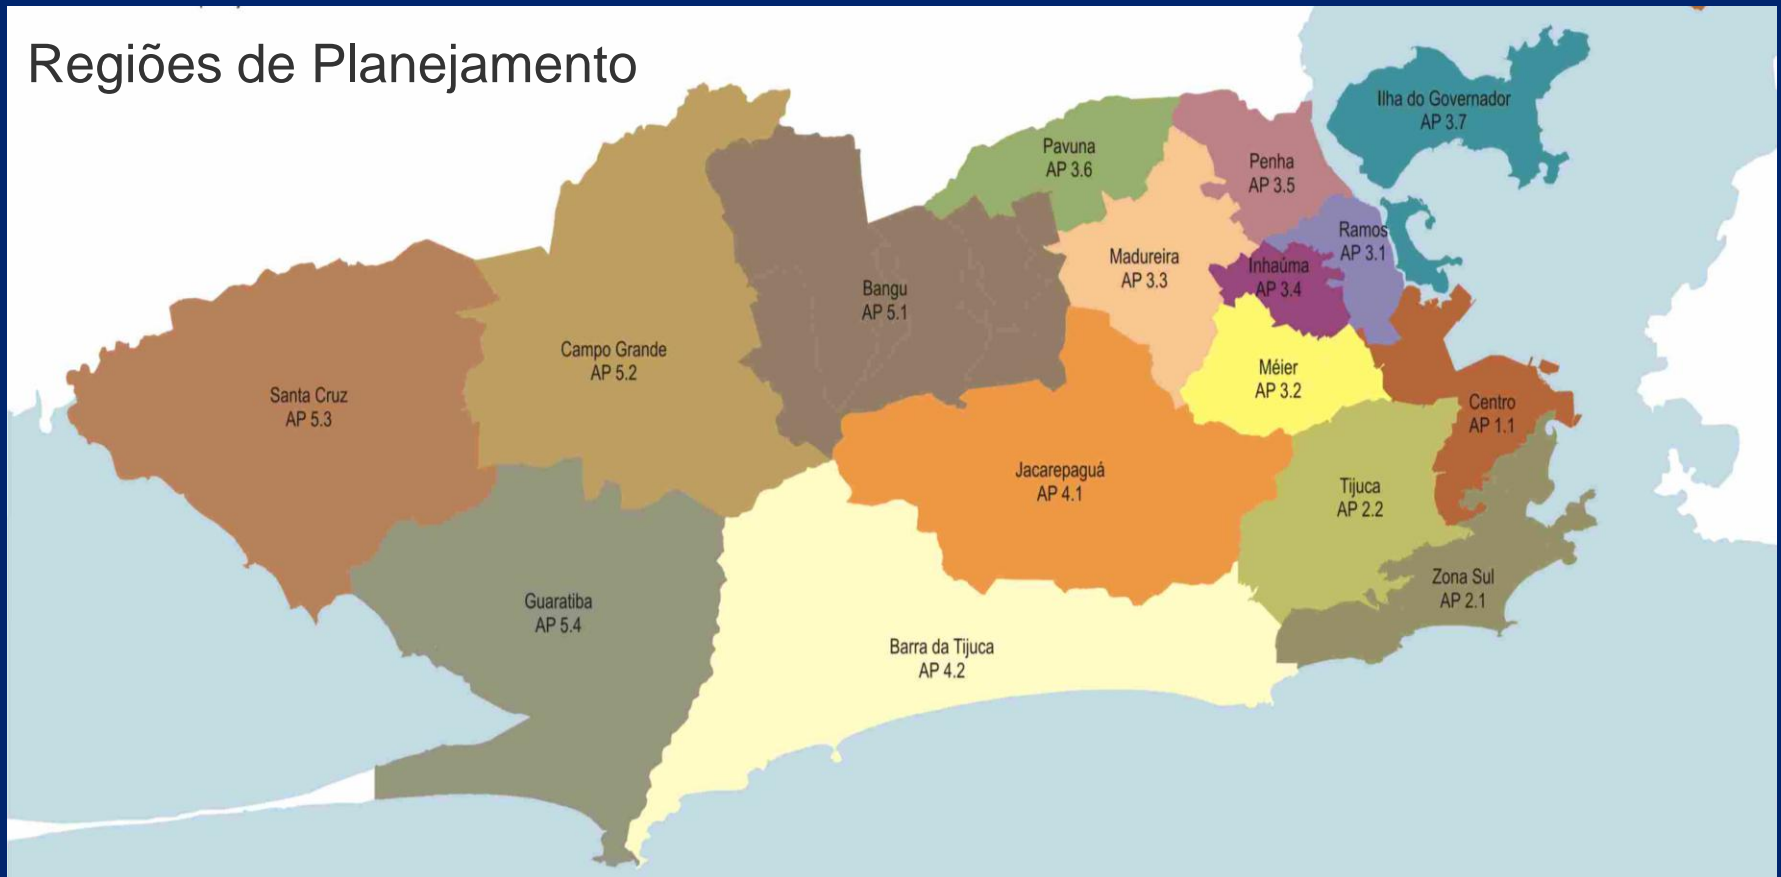 Regiões de Planejamento
Ilha do Governador
AP 3.7
Pavuna
AP 3.6
Penha
AP 3.5
Ramos
AP 3.1
Madureira
AP 3.3
Inhaúma
AP 3.4
Bangu
AP 5.1
Campo Grande
AP 5.2
Méier
AP 3.2
Santa Cruz
AP 5.3
Centro
AP 1.1
Jacarepaguá
AP 4.1
Tijuca
AP 2.2
Zona Sul
AP 2.1
Guaratiba
AP 5.4
Barra da Tijuca
AP 4.2